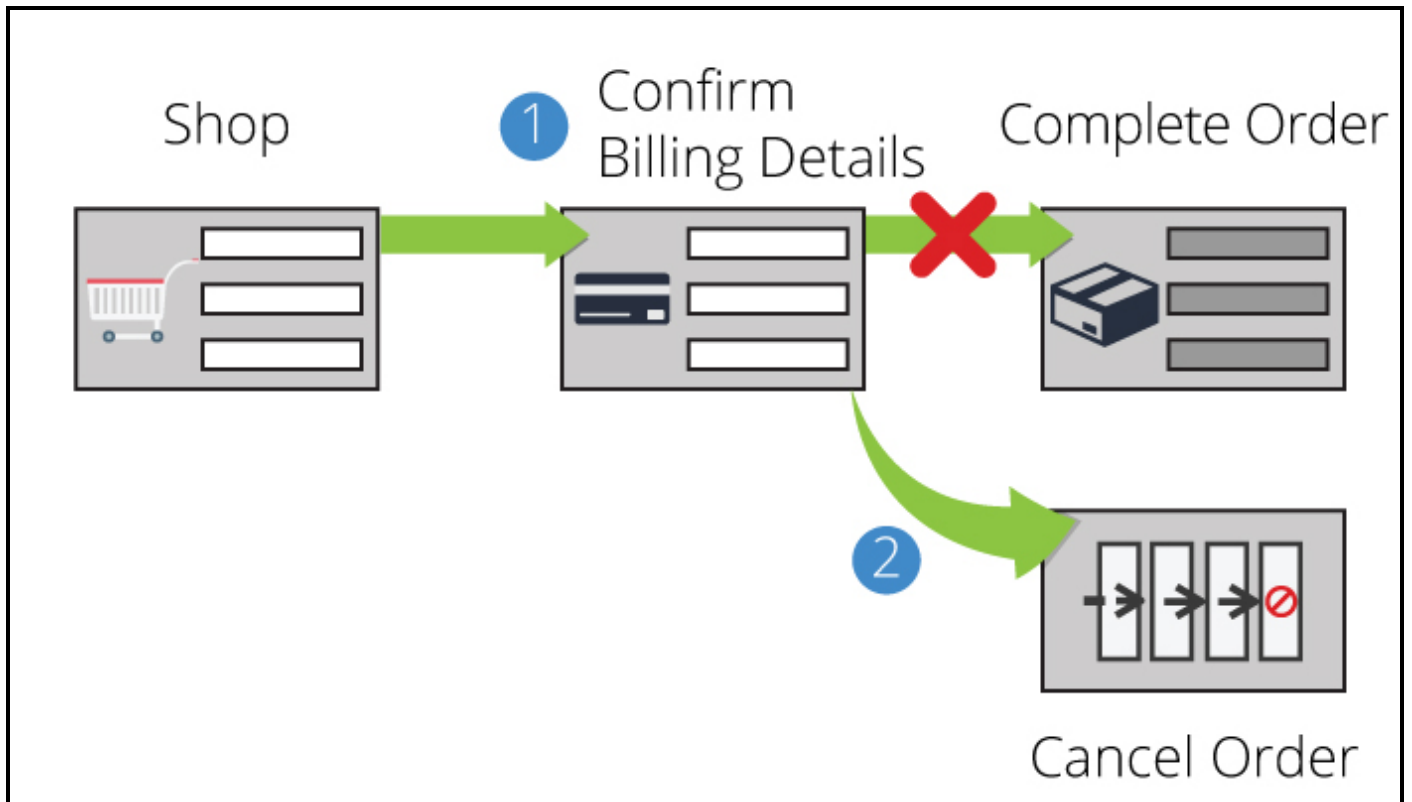 Shop
1
Confirm
Billing Details
Complete Order
2
Cancel Order